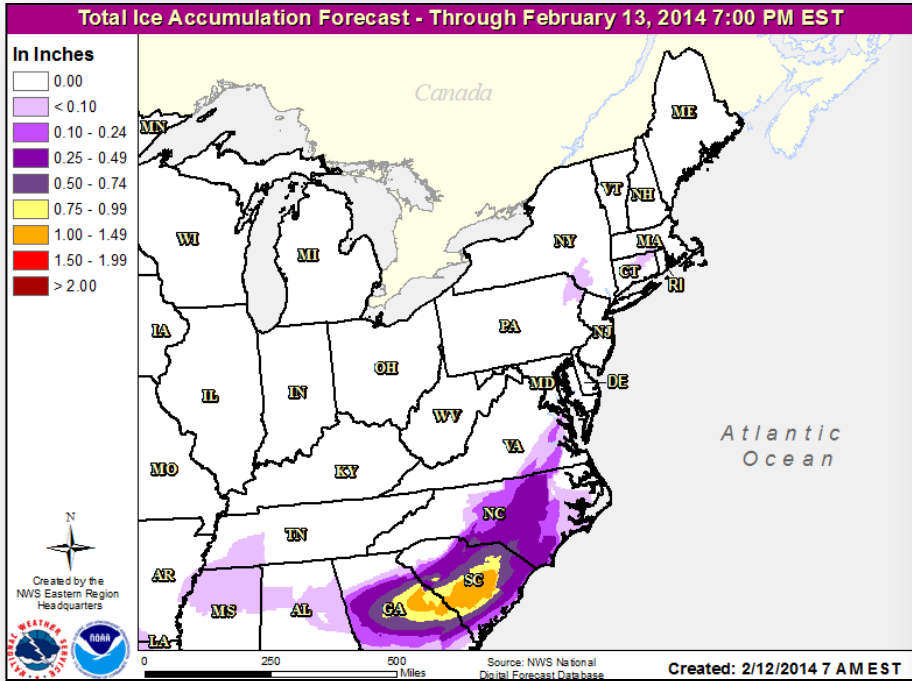 Total Ice Accumulation Forecast - Through February 13, 2014 7:00 PM EST
In Inches
0.00
< 0.10
0.10 - 0.24
0.25 - 0.49
0.50 - 0.74
0.75 - 0.99
1.00 - 1.49
1.50 - 1.99
> 2.00
Canada
MN
ME
VT
NH
WI
MI
NY
MA
CT
RI
IA
PA
NJ
OH
IL
IN
MD
DE
WV
VA
MO
KY
Atlantic
Ocean
NC
TN
AR
SC
MS
AL
GA
LA
N
Created by the
NWS Eastern Region
Headquarters
NATIONAL WEATHER SERVICE
NOAA
0 250 500
Miles
Source: NWS National
Digital Forecast Database
Created: 2/12/2014 7 AM EST